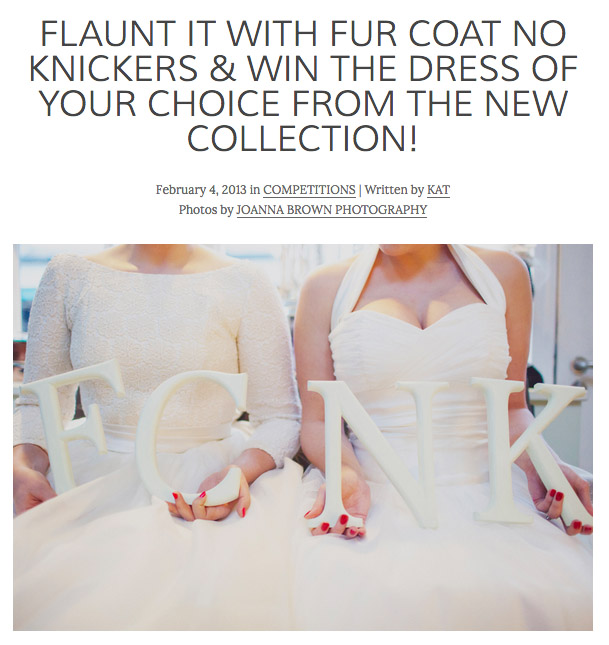 FLAUNT IT WITH FUR COAT NO
KNICKERS & WIN THE DRESS OF
YOUR CHOICE FROM THE NEW
COLLECTION!
February 4, 2013 in COMPETITIONS | Written by KAT
Photos by JOANNA BROWN PHOTOGRAPHY
FCNK